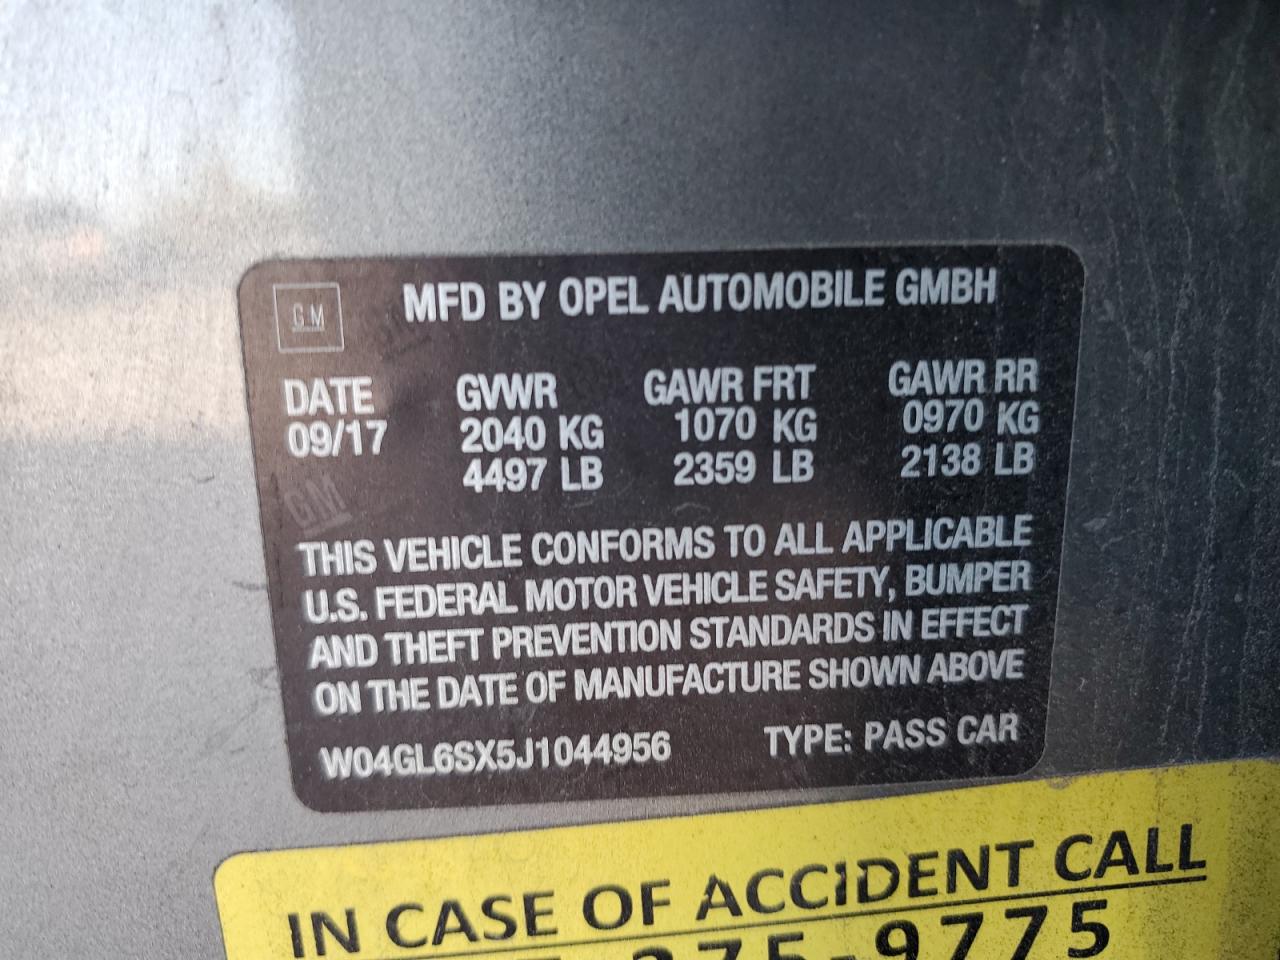 GM
MFD BY OPEL AUTOMOBILE GMBH
DATE GVWR GAWR FRT GAWR RR
09/17 2040 KG 1070 KG 0970 KG
4497 LB 2359 LB 2138 LB
GM
THIS VEHICLE CONFORMS TO ALL APPLICABLE
U.S. FEDERAL MOTOR VEHICLE SAFETY, BUMPER
AND THEFT PREVENTION STANDARDS IN EFFECT
ON THE DATE OF MANUFACTURE SHOWN ABOVE
W04GL6SX5J1044956 TYPE: PASS CAR
IN CASE OF ACCIDENT CALL
275-9775